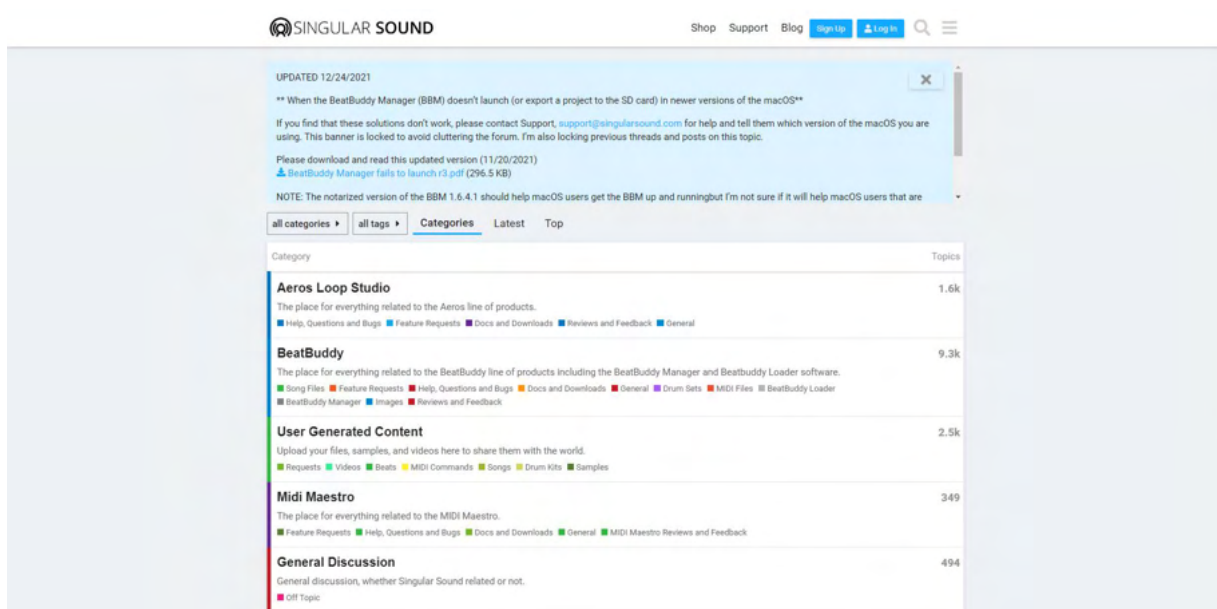 SINGULAR SOUND
Shop Support Blog Sign Up Log In
UPDATED 12/24/2021
** When the BeatBuddy Manager (BBM) doesn't launch (or export a project to the SD card) in newer versions of the macOS**
If you find that these solutions don't work, please contact Support, support@singularsound.com for help and tell them which version of the macOS you are
using. This banner is locked to avoid cluttering the forum. I'm also locking previous threads and posts on this topic.
Please download and read this updated version (11/20/2021)
BeatBuddy Manager fails to launch r3.pdf (296.5 KB)
NOTE: The notarized version of the BBM 1.6.4.1 should help macOS users get the BBM up and runningbut I'm not sure if it will help macOS users that are
all categories all tags Categories Latest Top
Category Topics
Aeros Loop Studio 1.6k
The place for everything related to the Aeros line of products.
Help, Questions and Bugs Feature Requests Docs and Downloads Reviews and Feedback General
BeatBuddy 9.3k
The place for everything related to the BeatBuddy line of products including the BeatBuddy Manager and Beatbuddy Loader software.
Song Files Feature Requests Help, Questions and Bugs Docs and Downloads General Drum Sets MIDI Files BeatBuddy Loader
BeatBuddy Manager Images Reviews and Feedback
User Generated Content 2.5k
Upload your files, samples, and videos here to share them with the world.
Requests Videos Beats MIDI Commands Songs Drum Kits Samples
Midi Maestro 349
The place for everything related to the MIDI Maestro.
Feature Requests Help, Questions and Bugs Docs and Downloads General MIDI Maestro Reviews and Feedback
General Discussion 494
General discussion, whether Singular Sound related or not.
Off Topic